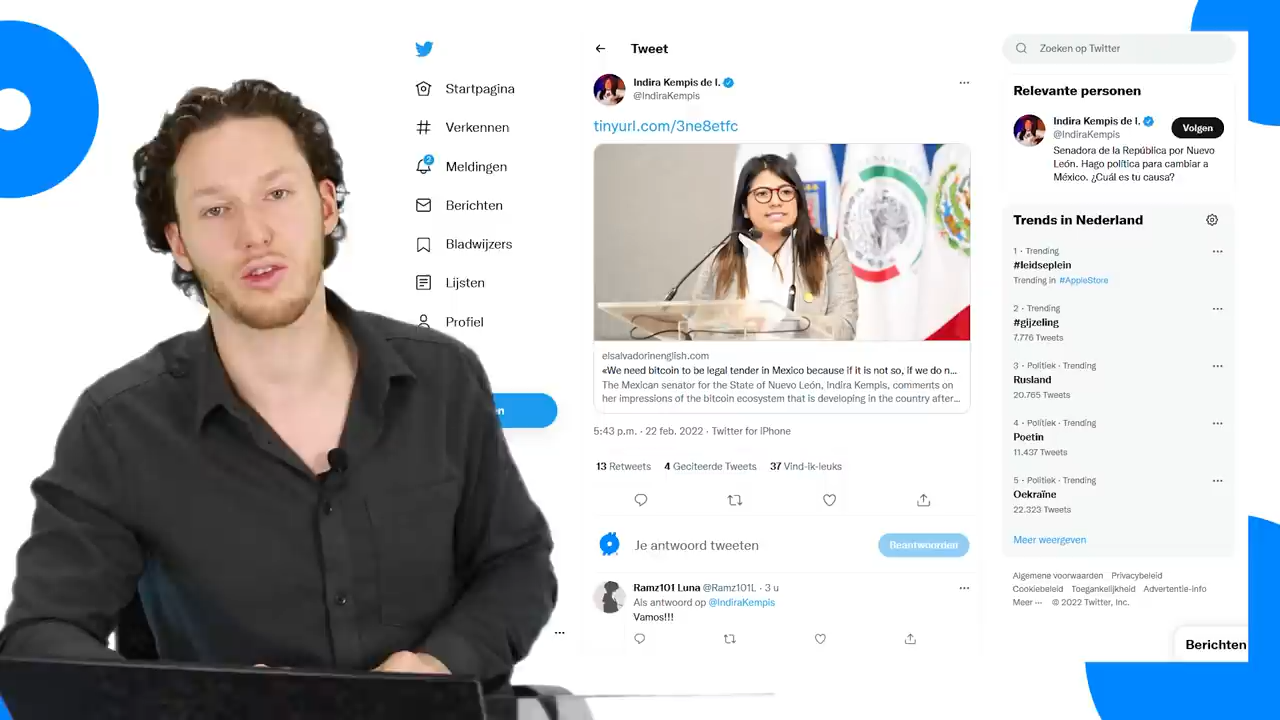 Startpagina
Verkennen
Meldingen
2
Berichten
Bladwijzers
Lijsten
Profiel
en
Tweet
Indira Kempis de I.
@IndiraKempis
tinyurl.com/3ne8etfc
elsalvadorinenglish.com
«We need bitcoin to be legal tender in Mexico because if it is not so, if we do n...
The Mexican senator for the State of Nuevo León, Indira Kempis, comments on
her impressions of the bitcoin ecosystem that is developing in the country after...
5:43 p.m. · 22 feb. 2022 · Twitter for iPhone
13 Retweets 4 Geciteerde Tweets 37 Vind-ik-leuks
Je antwoord tweeten
Beantwoorden
Ramz101 Luna @Ramz101L · 3 u
Als antwoord op @IndiraKempis
Vamos!!!
Zoeken op Twitter
Relevante personen
Indira Kempis de I.
@IndiraKempis
Volgen
Senadora de la República por Nuevo
León. Hago política para cambiar a
México. ¿Cuál es tu causa?
Trends in Nederland
1 · Trending
#leidseplein
Trending in #AppleStore
2 · Trending
#gijzeling
7.776 Tweets
3 · Politiek · Trending
Rusland
20.765 Tweets
4 · Politiek · Trending
Poetin
11.437 Tweets
5 · Politiek · Trending
Oekraïne
22.323 Tweets
Meer weergeven
Algemene voorwaarden Privacybeleid
Cookiebeleid Toegankelijkheid Advertentie-info
Meer ··· © 2022 Twitter, Inc.
Berichten